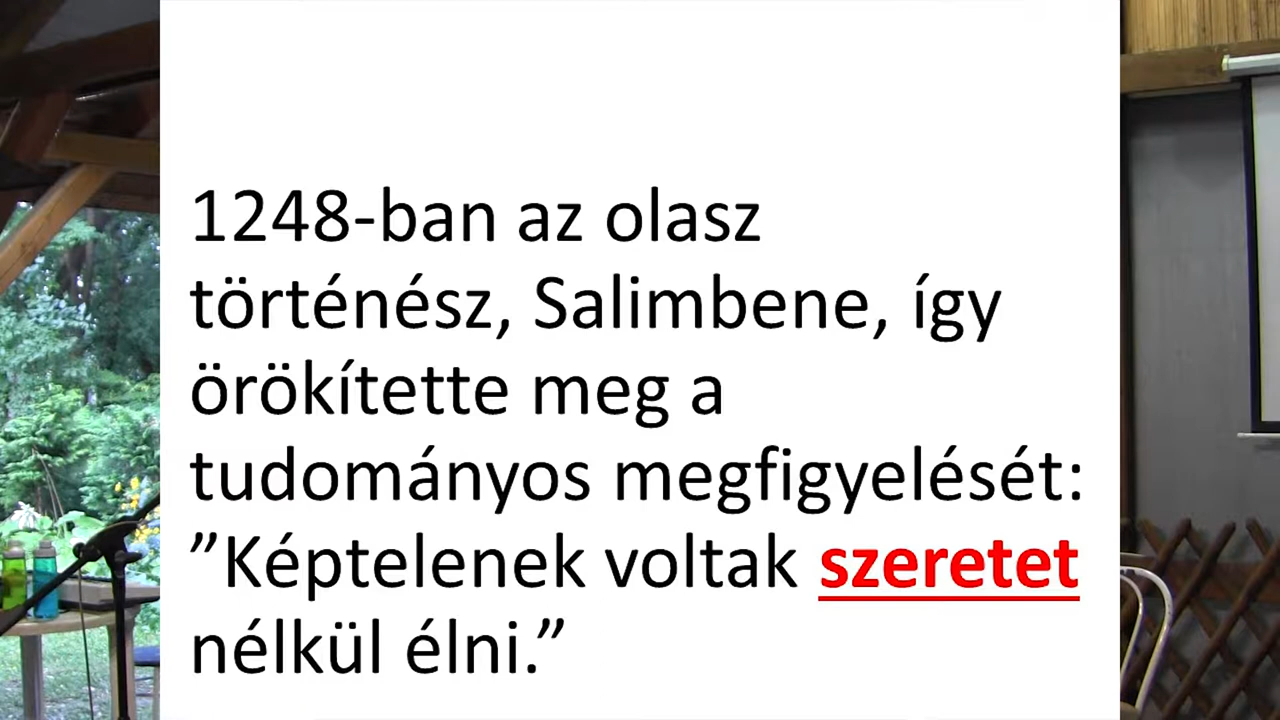 1248-ban az olasz
történész, Salimbene, így
örökítette meg a
tudományos megfigyelését:
”Képtelenek voltak szeretet
nélkül élni.”